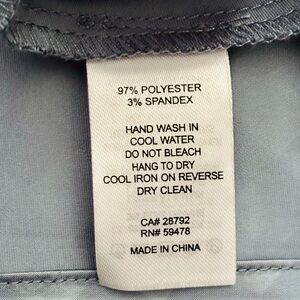 97% POLYESTER
3% SPANDEX
HAND WASH IN
COOL WATER
DO NOT BLEACH
HANG TO DRY
COOL IRON ON REVERSE
DRY CLEAN
CA# 28792
RN# 59478
MADE IN CHINA